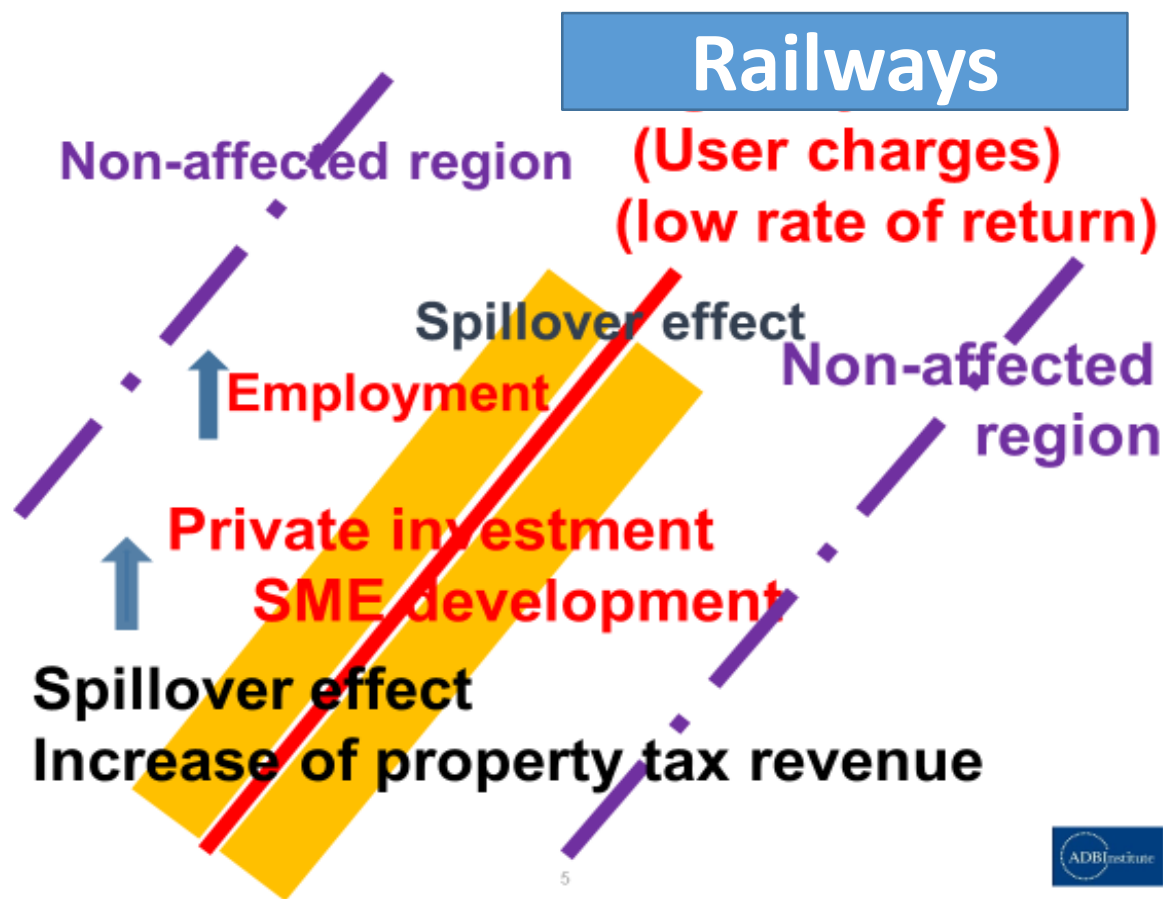 Railways
Non-affected region
(User charges)
(low rate of return)
Spillover effect
Non-affected
region
Employment
Private investment
SME development
Spillover effect
Increase of property tax revenue
5
ADBInstitute